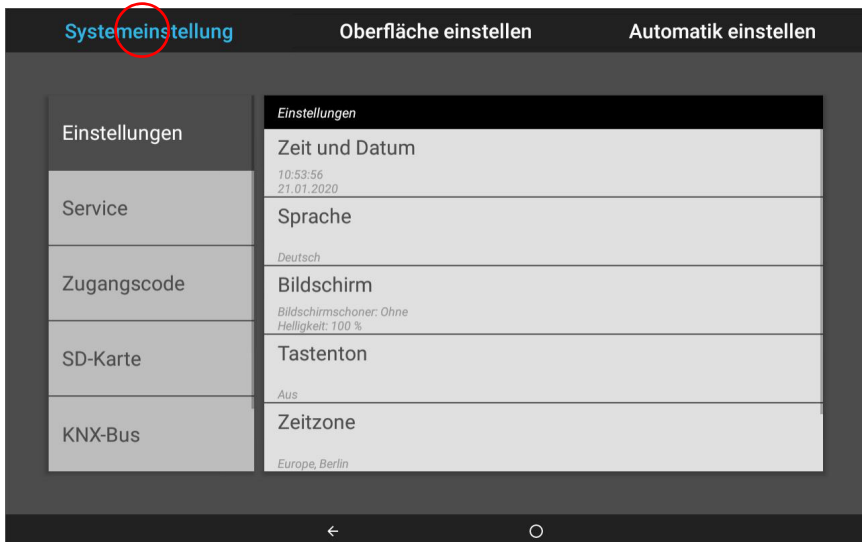 Systemeinstellung
Oberfläche einstellen
Automatik einstellen
Einstellungen
Service
Zugangscode
SD-Karte
KNX-Bus
Einstellungen
Zeit und Datum
10:53:56
21.01.2020
Sprache
Deutsch
Bildschirm
Bildschirmschoner: Ohne
Helligkeit: 100 %
Tastenton
Aus
Zeitzone
Europe, Berlin